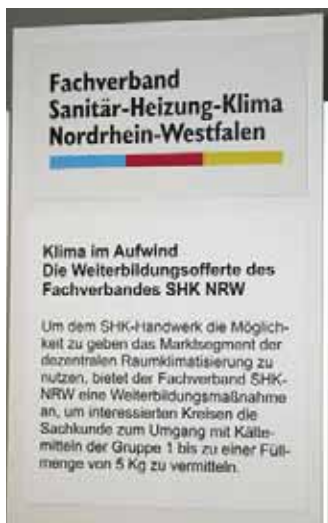 Fachverband
Sanitär-Heizung-Klima
Nordrhein-Westfalen
Klima im Aufwind
Die Weiterbildungsofferte des
Fachverbandes SHK NRW
Um dem SHK-Handwerk die Möglich-
keit zu geben das Marktsegment der
dezentralen Raumklimatisierung zu
nutzen, bietet der Fachverband SHK-
NRW eine Weiterbildungsmaßnahme
an, um interessierten Kreisen die
Sachkunde zum Umgang mit Kälte-
mitteln der Gruppe 1 bis zu einer Füll-
menge von 5 Kg zu vermitteln.